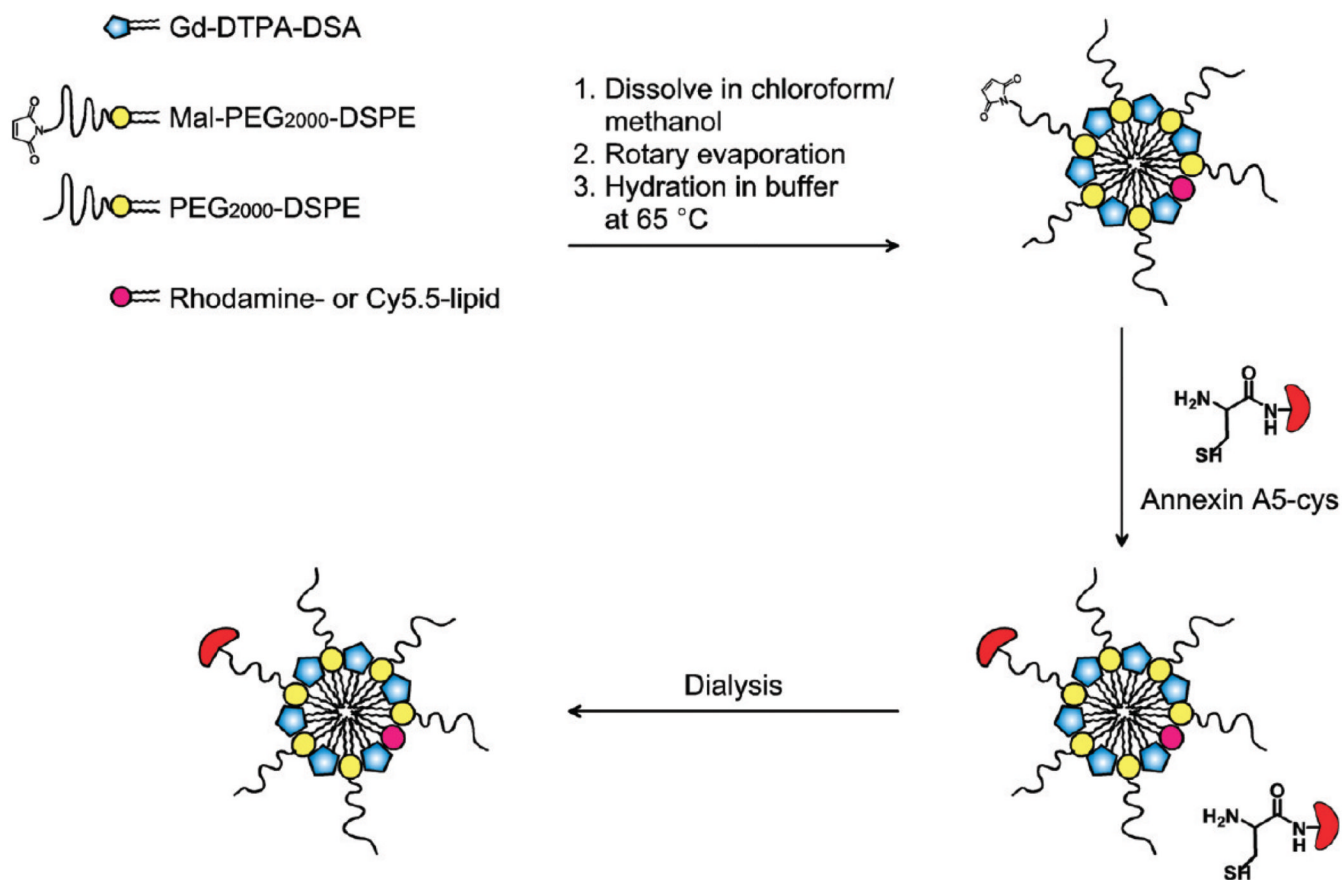 Gd-DTPA-DSA
Mal-PEG2000-DSPE
PEG2000-DSPE
Rhodamine- or Cy5.5-lipid
O
N
O
1. Dissolve in chloroform/
methanol
2. Rotary evaporation
3. Hydration in buffer
at 65 °C
O
N
O
O
H2N
N
H
SH
Annexin A5-cys
Dialysis
O
H2N
N
H
SH